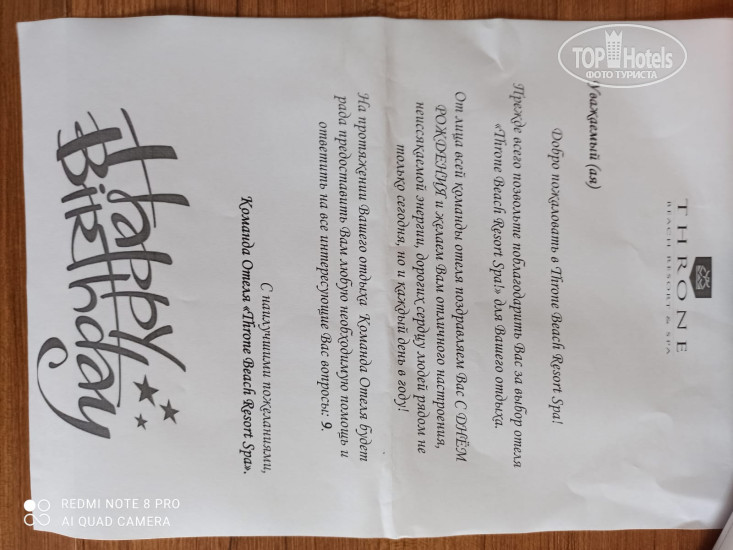 THRONE
BEACH RESORT & SPA
Уважаемый (ая)
Добро пожаловать в Throne Beach Resort Spa!
Прежде всего позвольте поблагодарить Вас за выбор отеля
«Throne Beach Resort Spa!» для Вашего отдыха.
От лица всей команды отеля поздравляем Вас С ДНЁМ
РОЖДЕНИЯ и желаем Вам отличного настроения,
неиссякаемой энергии, дорогих сердцу людей рядом не
только сегодня, но и каждый день в году!
На протяжении Вашего отдыха Команда Отеля будет
рада предоставить Вам любую необходимую помощь и
ответить на все интересующие Вас вопросы: 9.
С наилучшими пожеланиями,
Команда Отеля «Throne Beach Resort Spa».
Happy
Birthday
TOP Hotels
ФОТО ТУРИСТА
REDMI NOTE 8 PRO
AI QUAD CAMERA